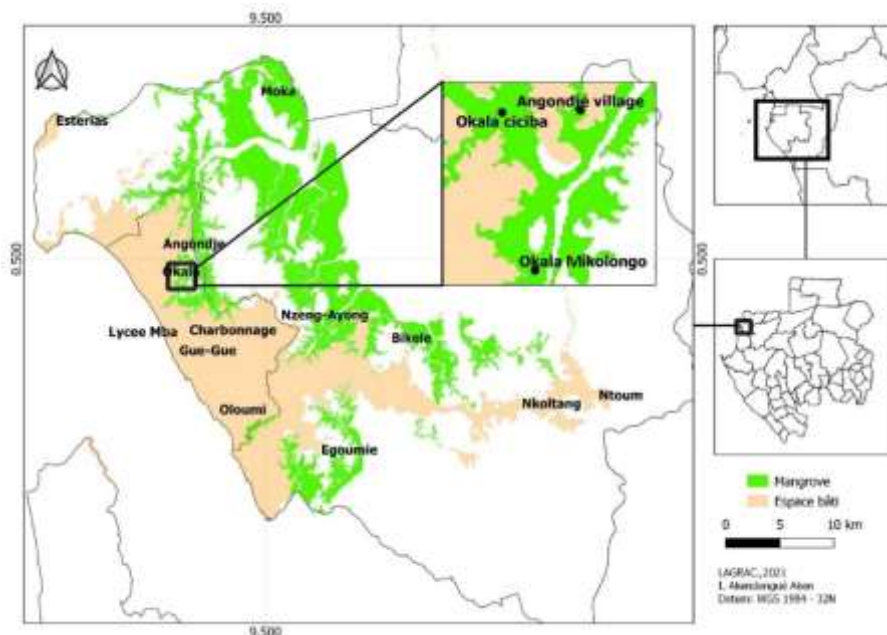 9.500
Moka
Esterias
Angondjé village
Okala ciciba
Angondje
0.500
0.500
Okala
Okala Mikolongo
Nzeng-Ayong
Lycee Mba
Charbonnage
Bikele
Gue-Gue
Nkoltang
Ntoum
Oloumi
Egoumie
Mangrove
Espace bâti
0 5 10 km
LAGRAC, 2021
Datum: WGS 1984 - 32N
9.500